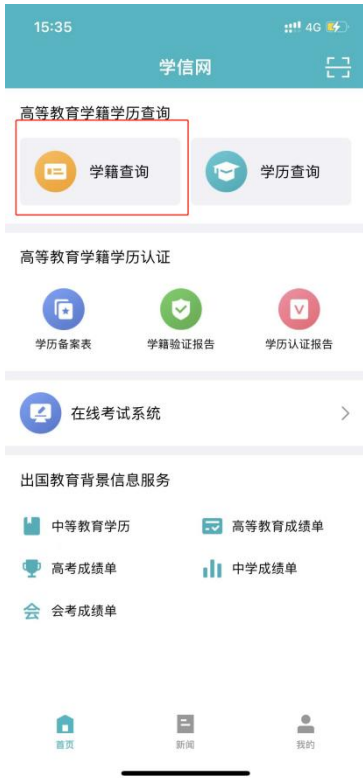 15:35
4G
学信网
高等教育学籍学历查询
学籍查询
学历查询
高等教育学籍学历认证
学历备案表
学籍验证报告
学历认证报告
在线考试系统
出国教育背景信息服务
中等教育学历
高等教育成绩单
高考成绩单
中学成绩单
会 会考成绩单
首页
新闻
我的